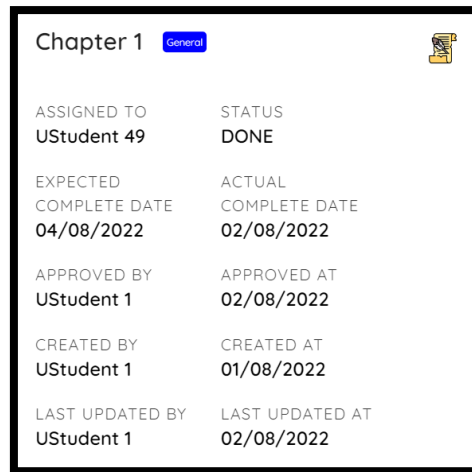 Chapter 1 General
ASSIGNED TO STATUS
UStudent 49 DONE
EXPECTED ACTUAL
COMPLETE DATE COMPLETE DATE
04/08/2022 02/08/2022
APPROVED BY APPROVED AT
UStudent 1 02/08/2022
CREATED BY CREATED AT
UStudent 1 01/08/2022
LAST UPDATED BY LAST UPDATED AT
UStudent 1 02/08/2022